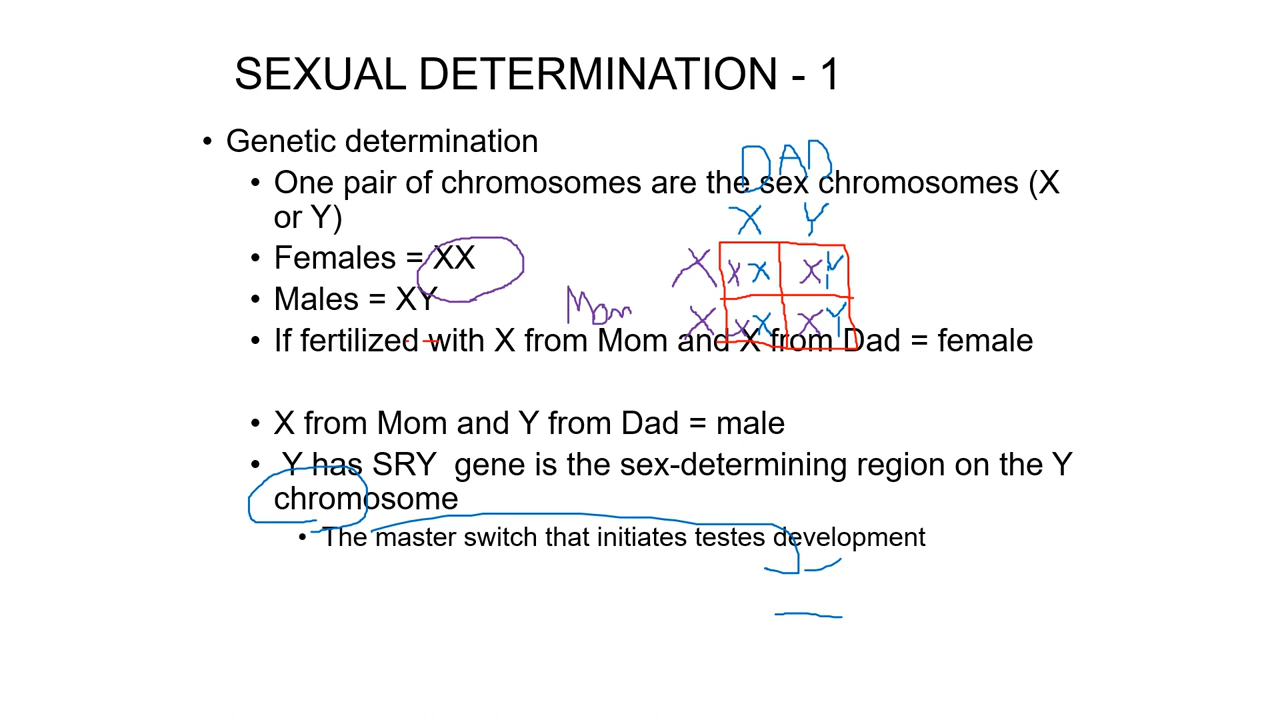 SEXUAL DETERMINATION - 1
• Genetic determination
DAD
• One pair of chromosomes are the sex chromosomes (X
or Y)
X Y
• Females = XX
X XX XY
• Males = XY
Mom
X XX XY
• If fertilized with X from Mom and X from Dad = female
• X from Mom and Y from Dad = male
• Y has SRY gene is the sex-determining region on the Y
chromosome
• The master switch that initiates testes development